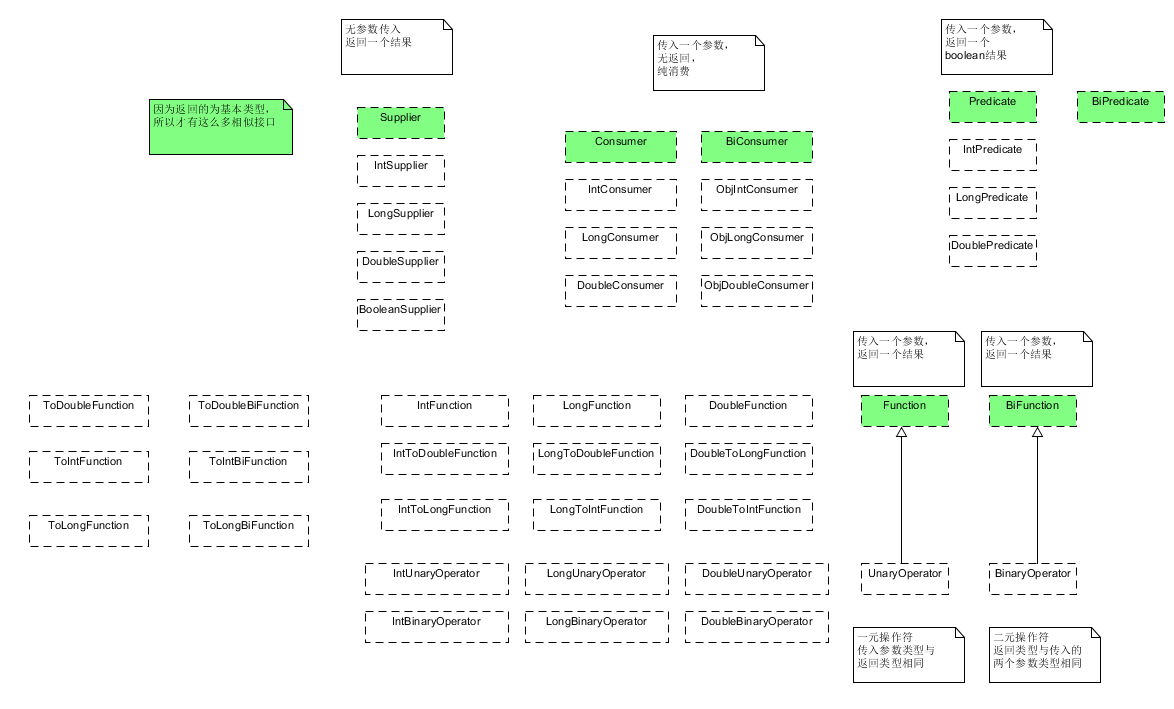 无参数传入
返回一个结果
传入一个参数，
无返回，
纯消费
传入一个参数，
返回一个
boolean结果
因为返回的为基本类型，
所以才有这么多相似接口
Supplier
IntSupplier
LongSupplier
DoubleSupplier
BooleanSupplier
Consumer
IntConsumer
LongConsumer
DoubleConsumer
BiConsumer
ObjIntConsumer
ObjLongConsumer
ObjDoubleConsumer
Predicate
IntPredicate
LongPredicate
DoublePredicate
BiPredicate
传入一个参数，
返回一个结果
传入一个参数，
返回一个结果
ToDoubleFunction
ToIntFunction
ToLongFunction
ToDoubleBiFunction
ToIntBiFunction
ToLongBiFunction
IntFunction
IntToDoubleFunction
IntToLongFunction
IntUnaryOperator
IntBinaryOperator
LongFunction
LongToDoubleFunction
LongToIntFunction
LongUnaryOperator
LongBinaryOperator
DoubleFunction
DoubleToLongFunction
DoubleToIntFunction
DoubleUnaryOperator
DoubleBinaryOperator
Function
UnaryOperator
BiFunction
BinaryOperator
一元操作符
传入参数类型与
返回类型相同
二元操作符
返回类型与传入的
两个参数类型相同